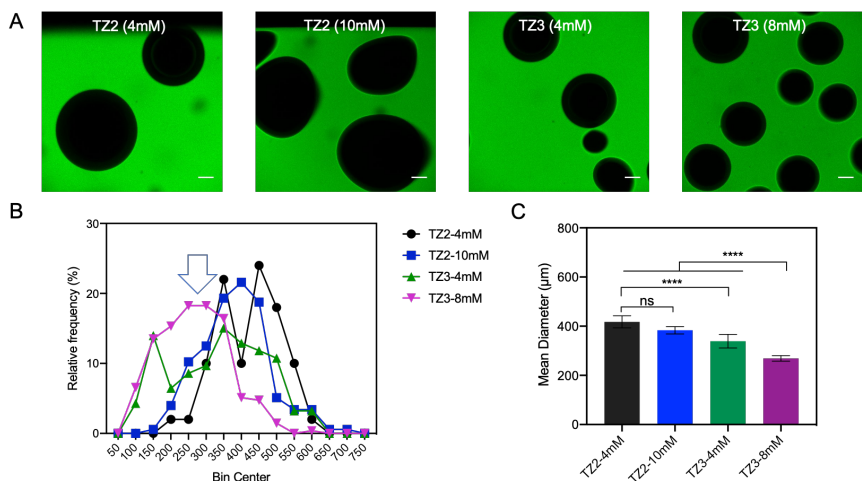 A
TZ2 (4mM)
TZ2 (10mM)
TZ3 (4mM)
TZ3 (8mM)
B
30
20
10
0
Relative frequency (%)
50
100
150
200
250
300
350
400
450
500
550
600
650
700
750
Bin Center
TZ2-4mM
TZ2-10mM
TZ3-4mM
TZ3-8mM
C
800
600
400
200
0
Mean Diameter (μm)
****
****
ns
TZ2-4mM
TZ2-10mM
TZ3-4mM
TZ3-8mM